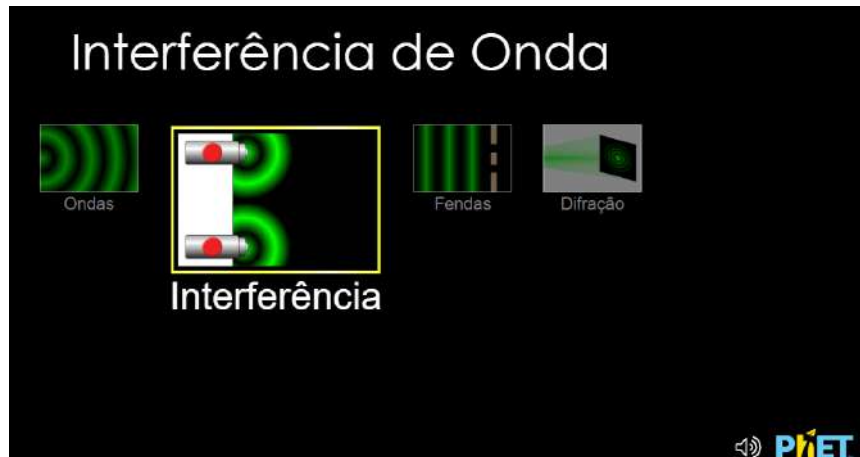 Interferência de Onda
Ondas
Interferência
Fendas
Difração
PhET